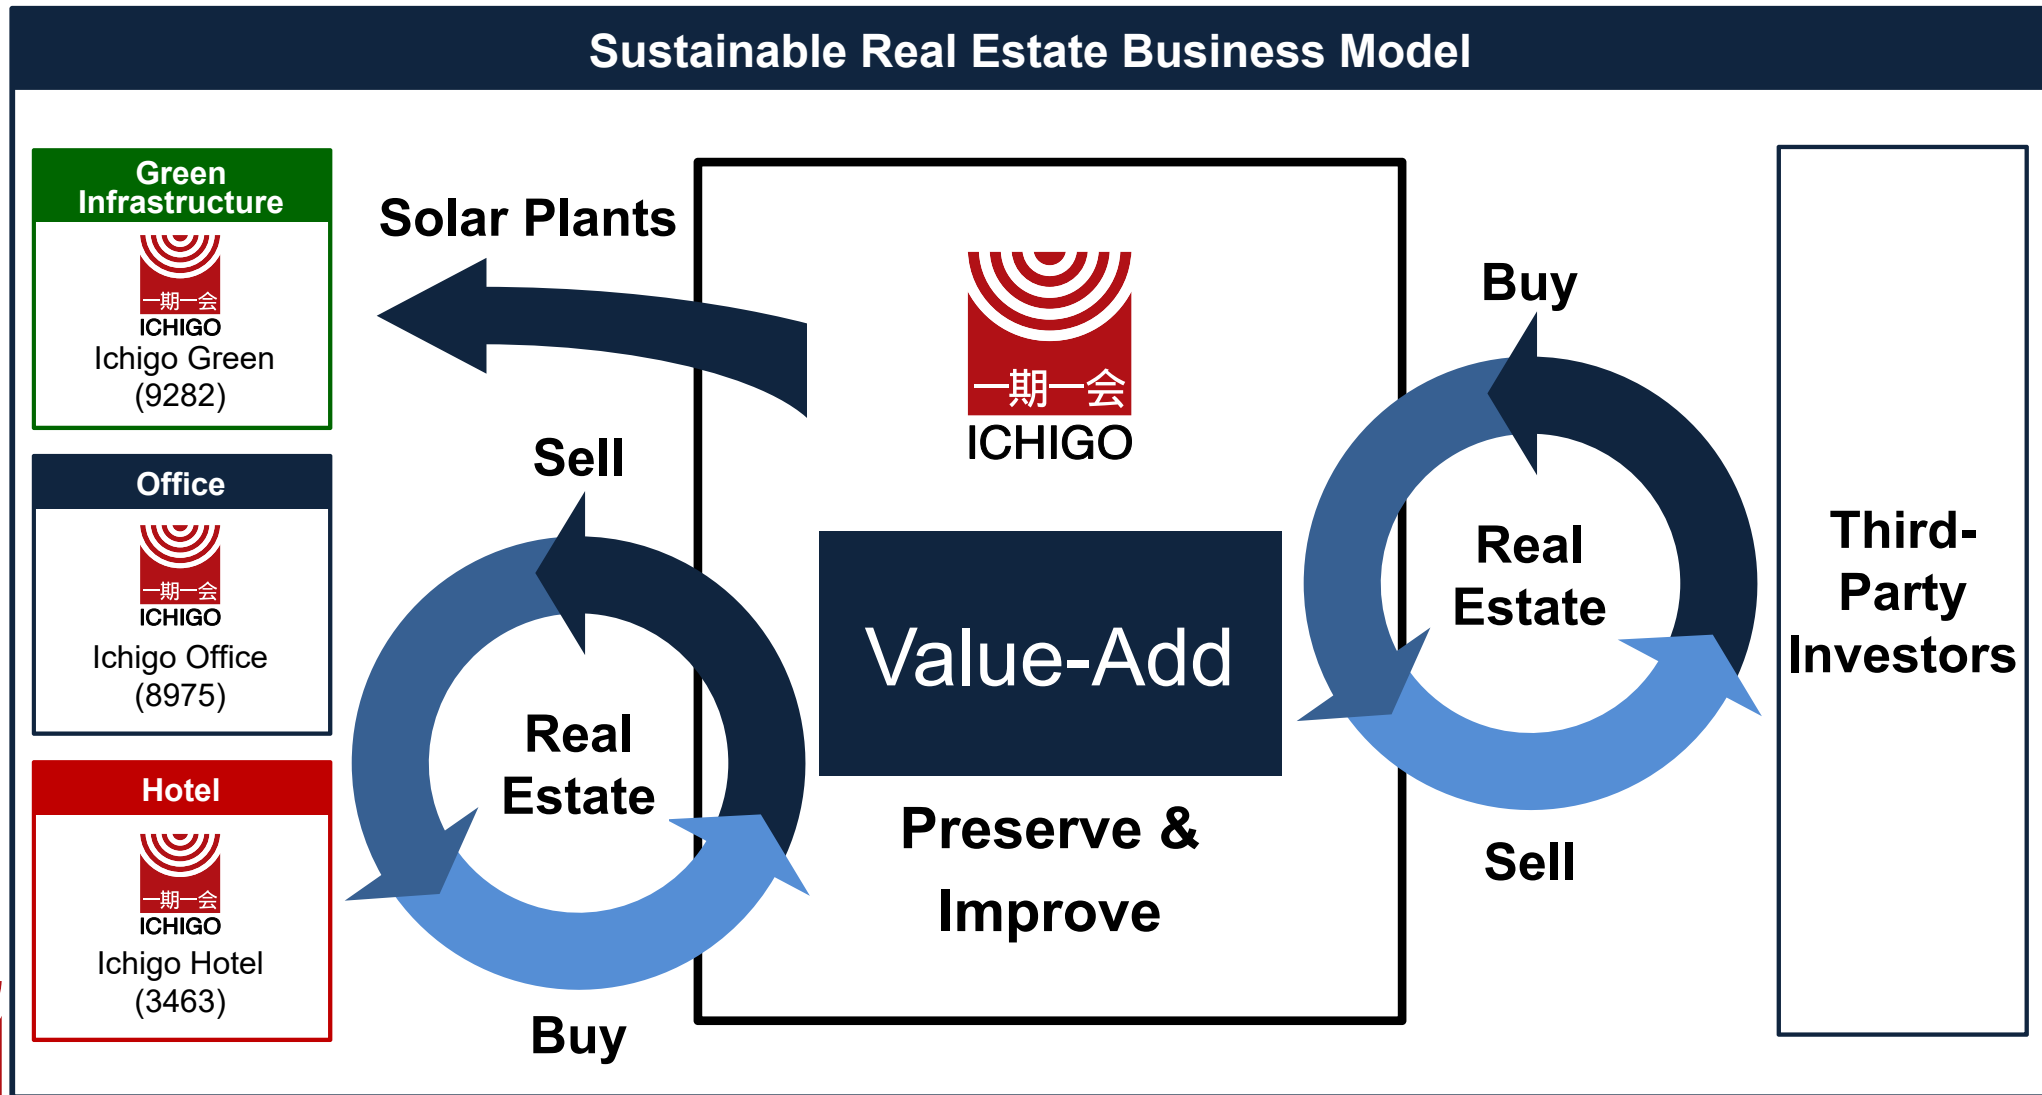 Sustainable Real Estate Business Model
Green
Infrastructure
一期一会
ICHIGO
Ichigo Green
(9282)
Office
一期一会
ICHIGO
Ichigo Office
(8975)
Hotel
一期一会
ICHIGO
Ichigo Hotel
(3463)
Solar Plants
Sell
Real
Estate
Buy
一期一会
ICHIGO
Value-Add
Preserve &
Improve
Buy
Real
Estate
Sell
Third-
Party
Investors